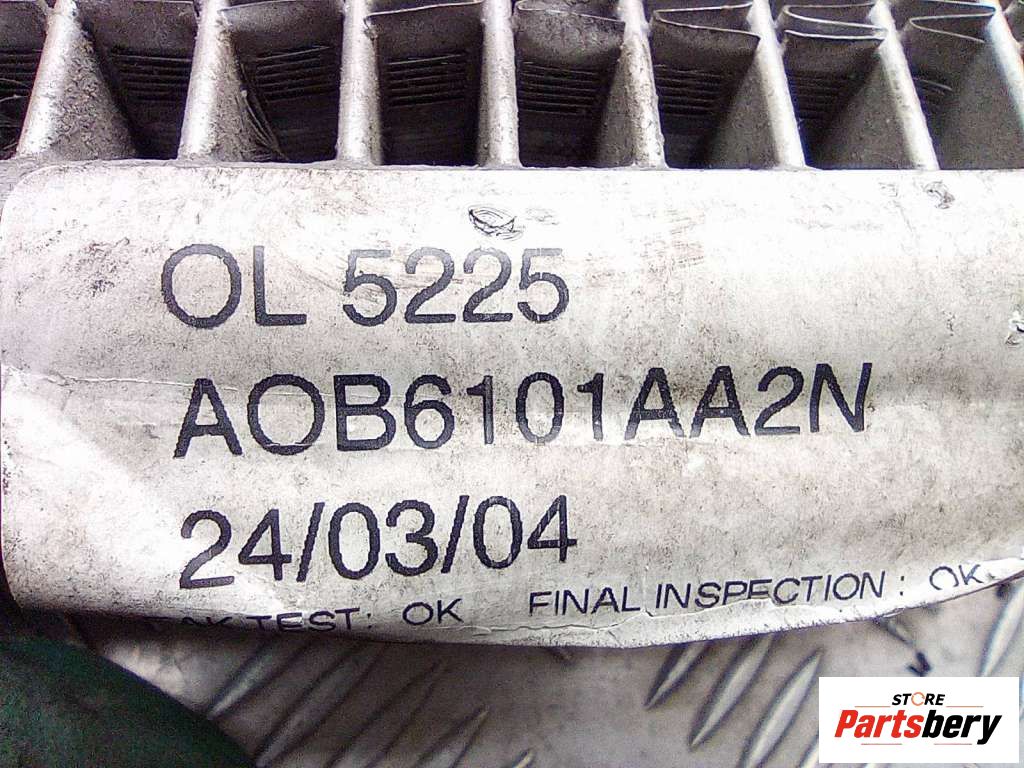 OL 5225
AOB6101AA2N
24/03/04
TEST: OK FINAL INSPECTION: OK
STORE
Partsbery